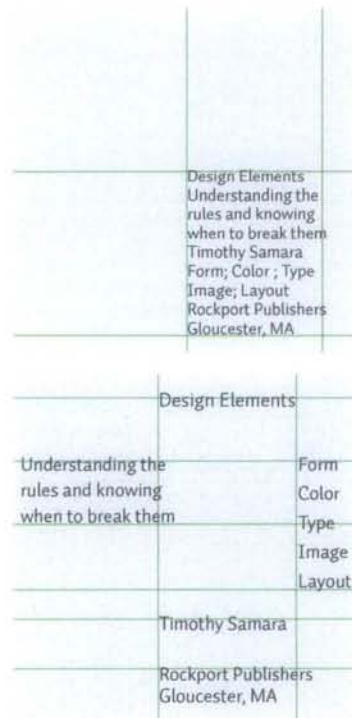 Design Elements
Understanding the
rules and knowing
when to break them
Timothy Samara
Form; Color ; Type
Image; Layout
Rockport Publishers
Gloucester, MA
Design Elements
Understanding the
rules and knowing
when to break them
Form
Color
Type
Image
Layout
Timothy Samara
Rockport Publishers
Gloucester, MA